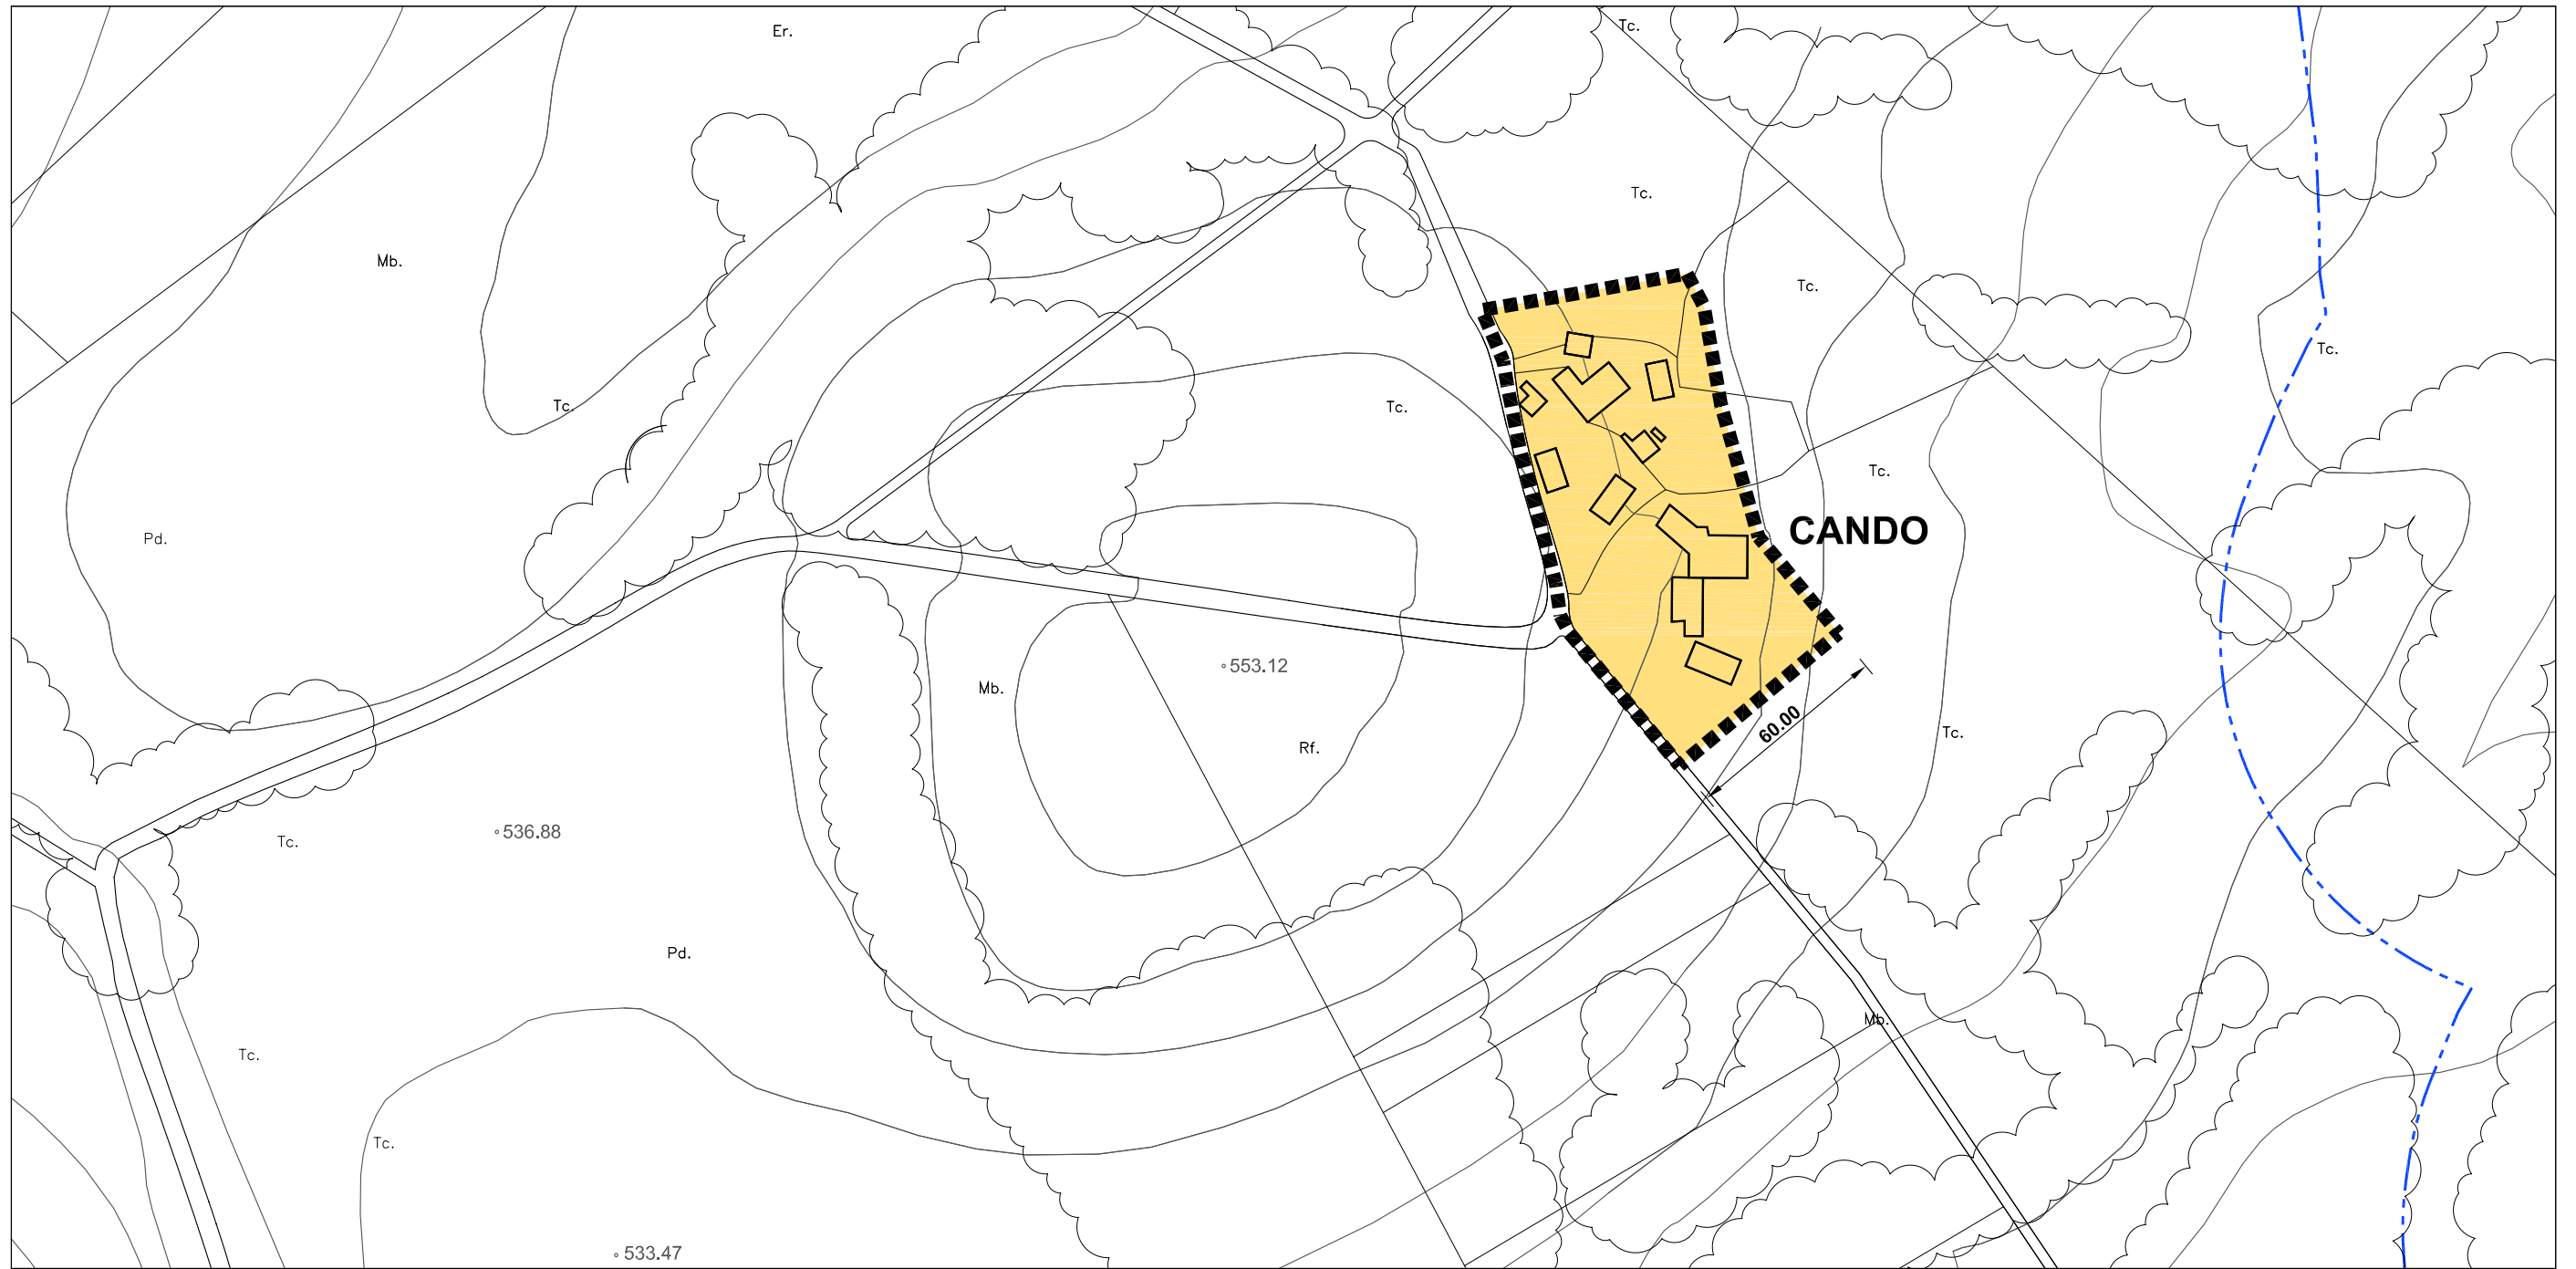 Er.
Tc.
Tc.
Mb.
Tc.
Tc.
Tc.
Tc.
Tc.
Pd.
CANDO
553.12
Mb.
60.00
Rf.
Tc.
536.88
Tc.
Pd.
Mb.
Tc.
Tc.
533.47